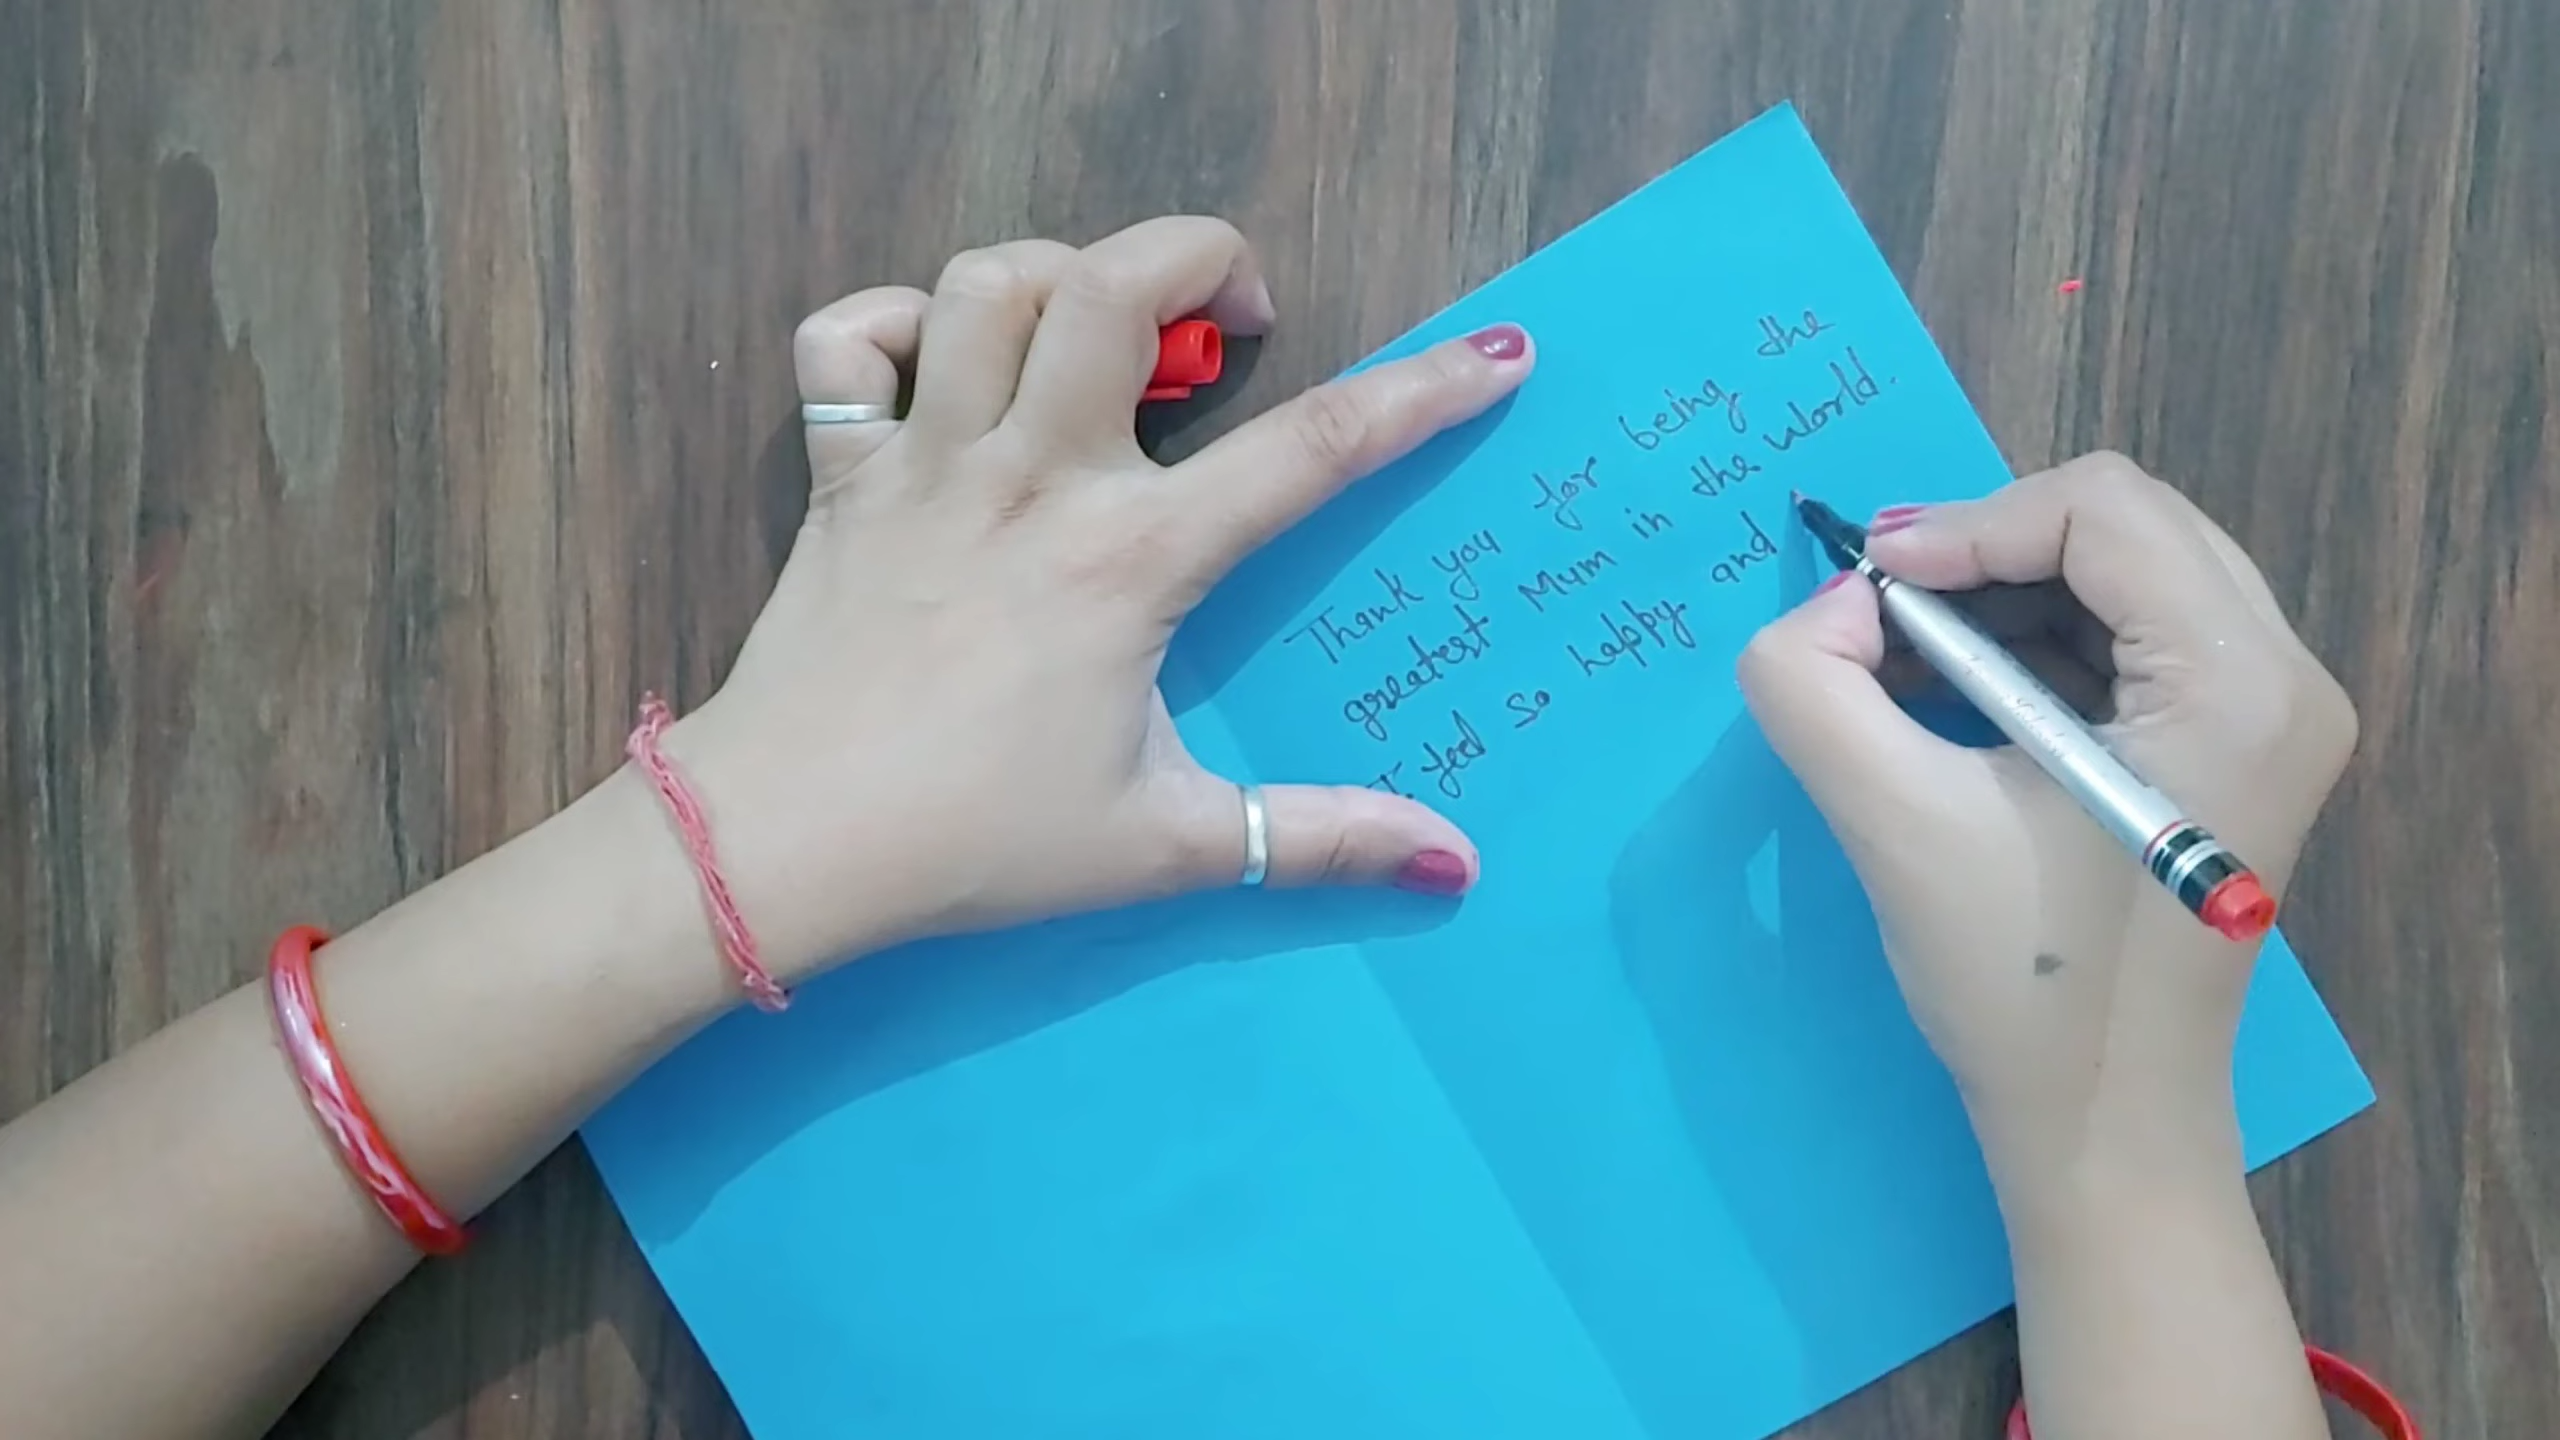 Thank you for being the
greatest Mum in the world.
I feel so happy and